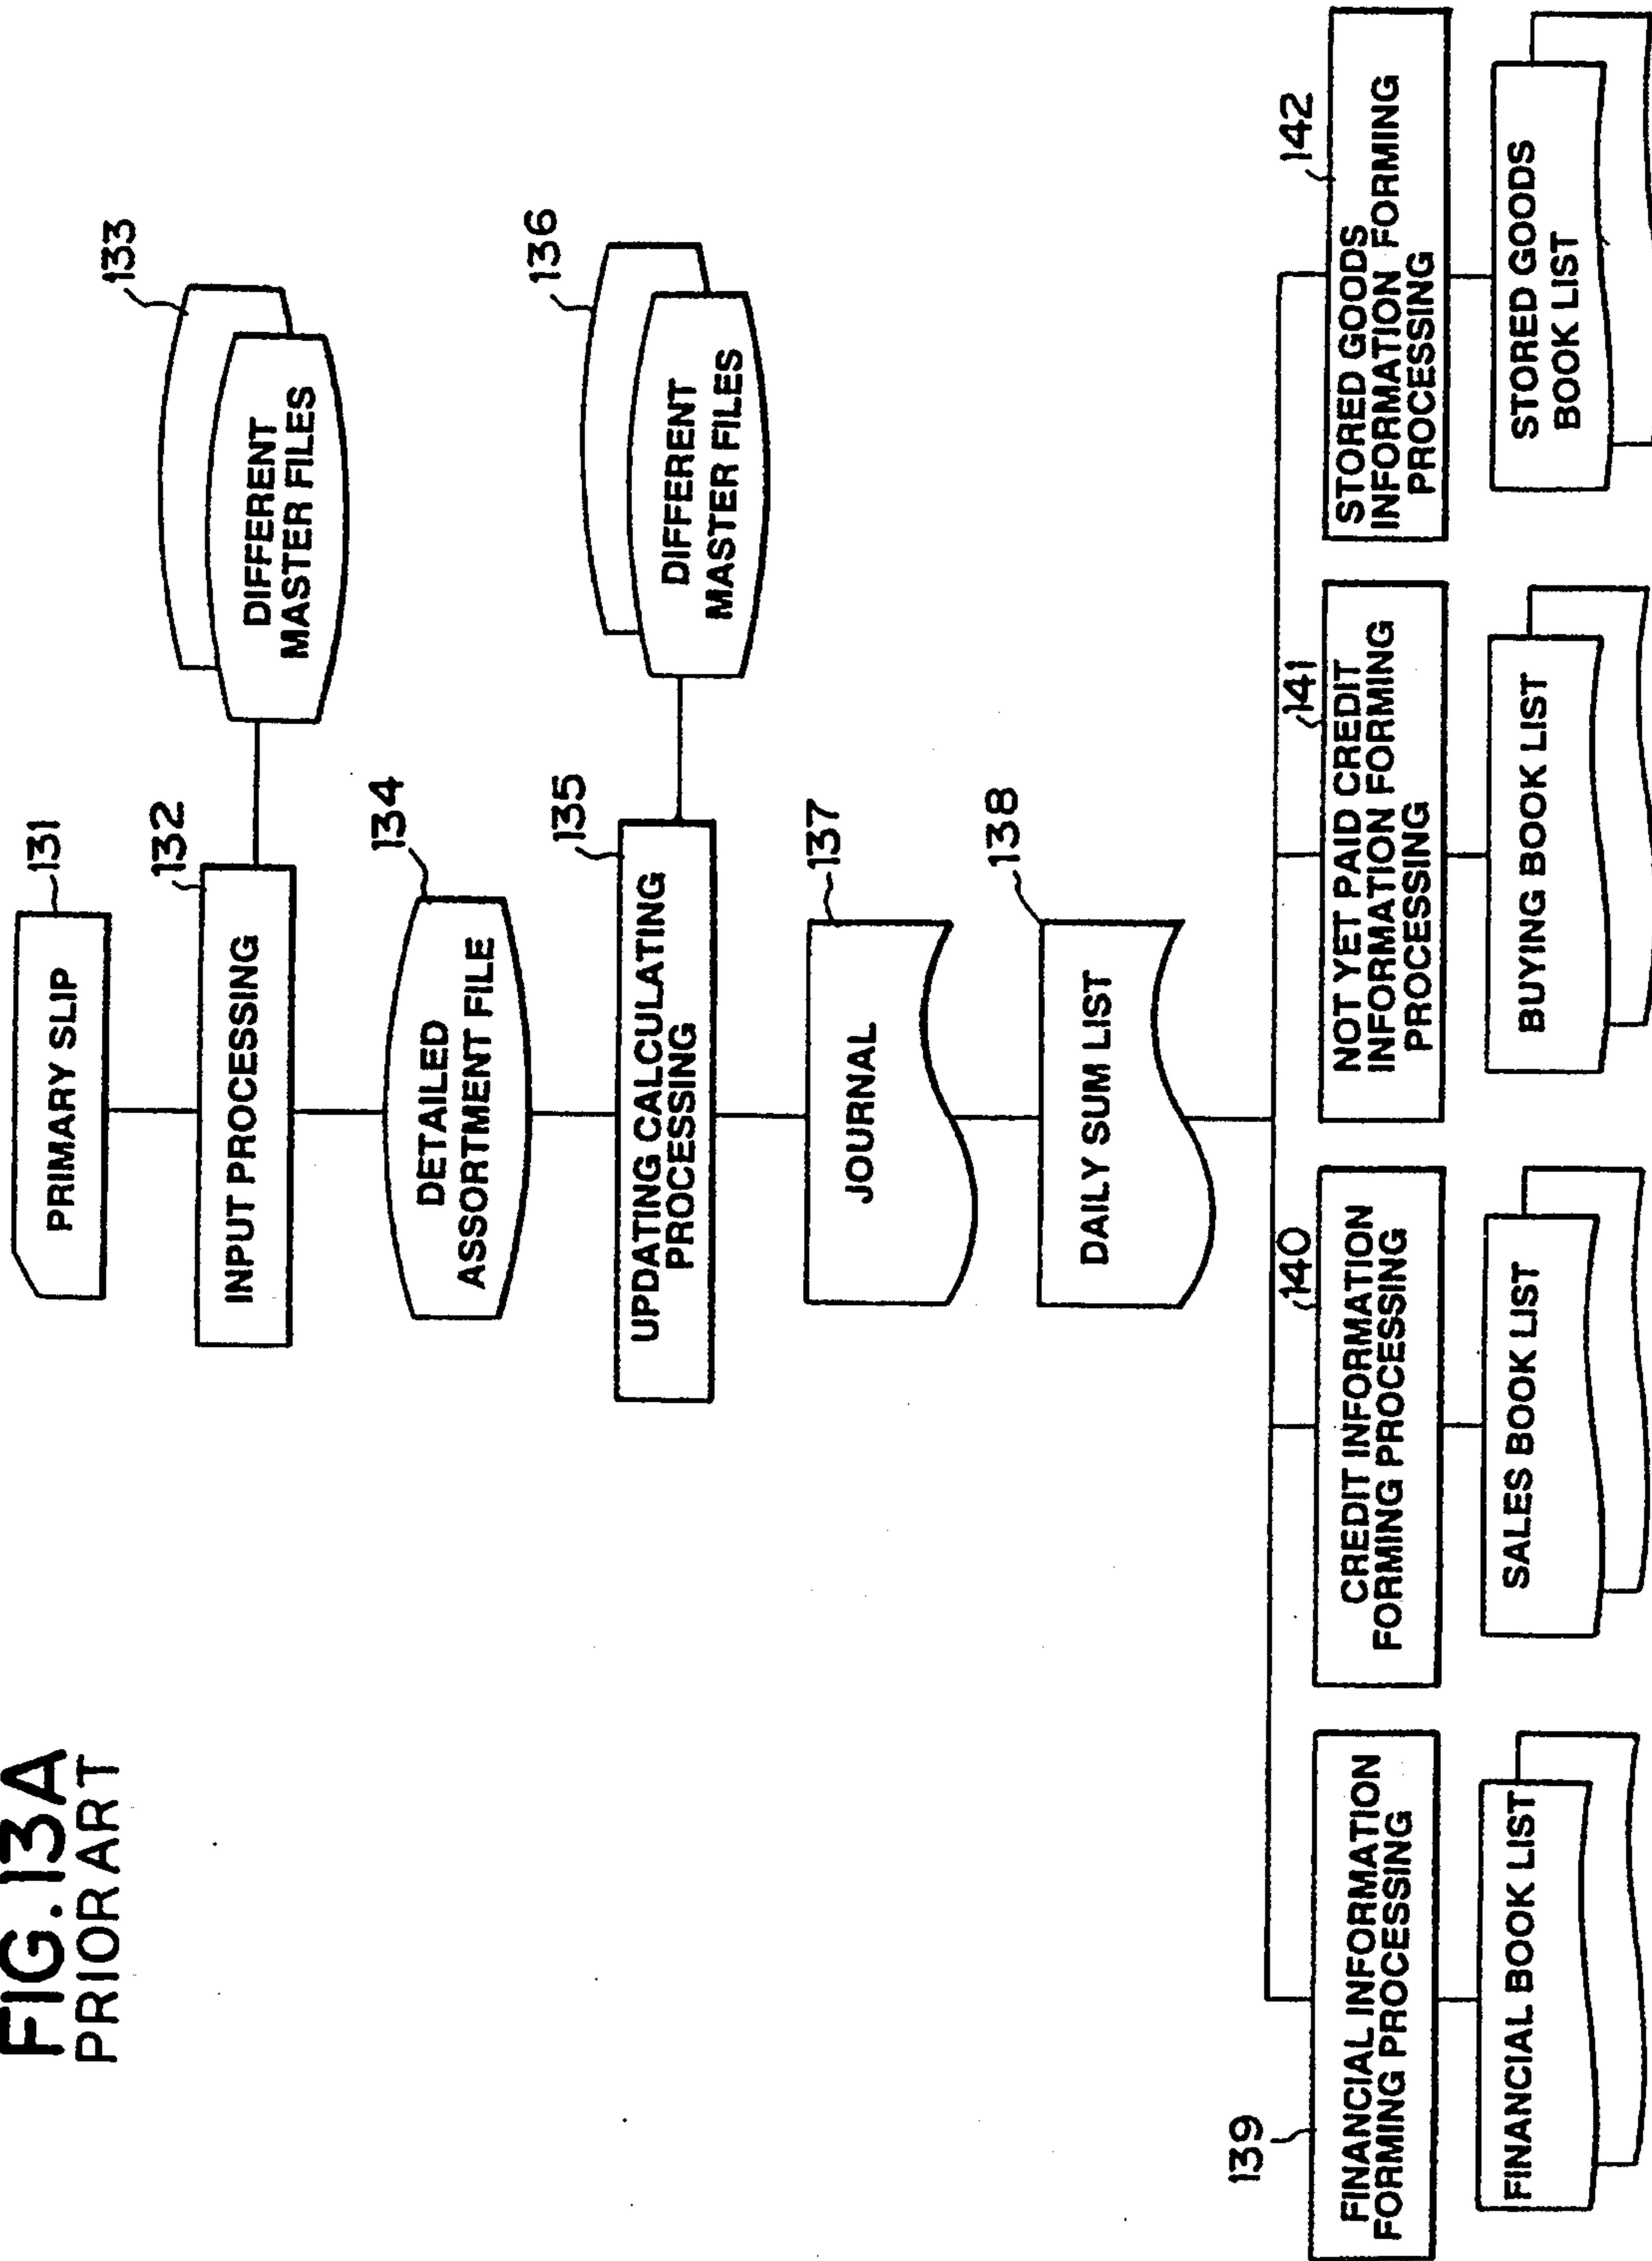 FIG.13A
PRIOR ART
PRIMARY SLIP
131
INPUT PROCESSING
132
DIFFERENT
MASTER FILES
133
DETAILED
ASSORTMENT FILE
134
UPDATING CALCULATING
PROCESSING
135
DIFFERENT
MASTER FILES
136
JOURNAL
137
DAILY SUM LIST
138
139
FINANCIAL INFORMATION
FORMING PROCESSING
140
CREDIT INFORMATION
FORMING PROCESSING
141
NOT YET PAID CREDIT
INFORMATION FORMING
PROCESSING
142
STORED GOODS
INFORMATION FORMING
PROCESSING
FINANCIAL BOOK LIST
SALES BOOK LIST
BUYING BOOK LIST
STORED GOODS
BOOK LIST